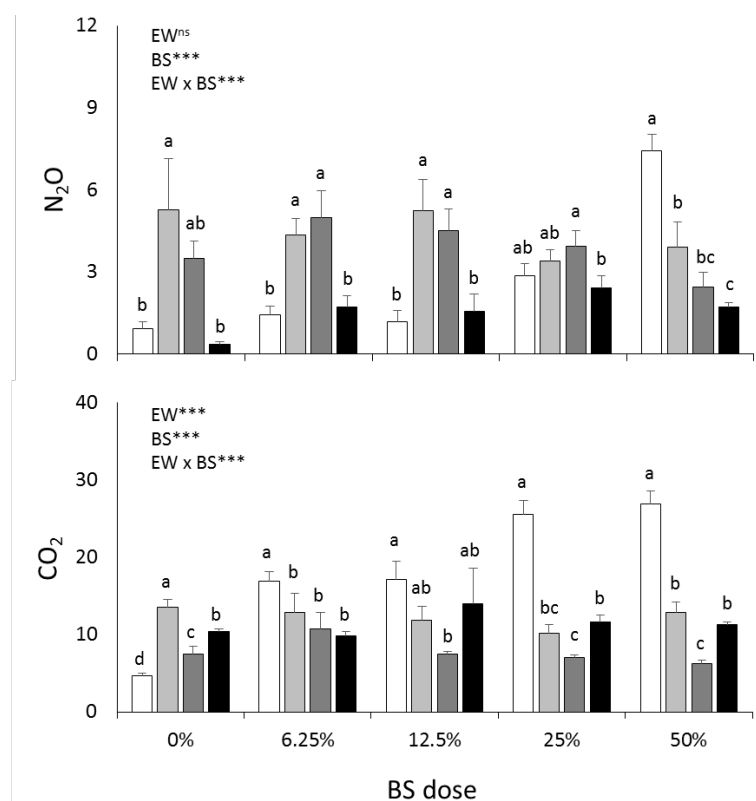 12
9
6
3
0
N₂O
EWⁿˢ
BS***
EW x BS***
b a ab b
b a a b
b a a b
ab ab a b
a b bc c
40
30
20
10
0
CO₂
EW***
BS***
EW x BS***
d a c b
a b b b
a ab b ab
a bc c b
a b c b
0% 6.25% 12.5% 25% 50%
BS dose